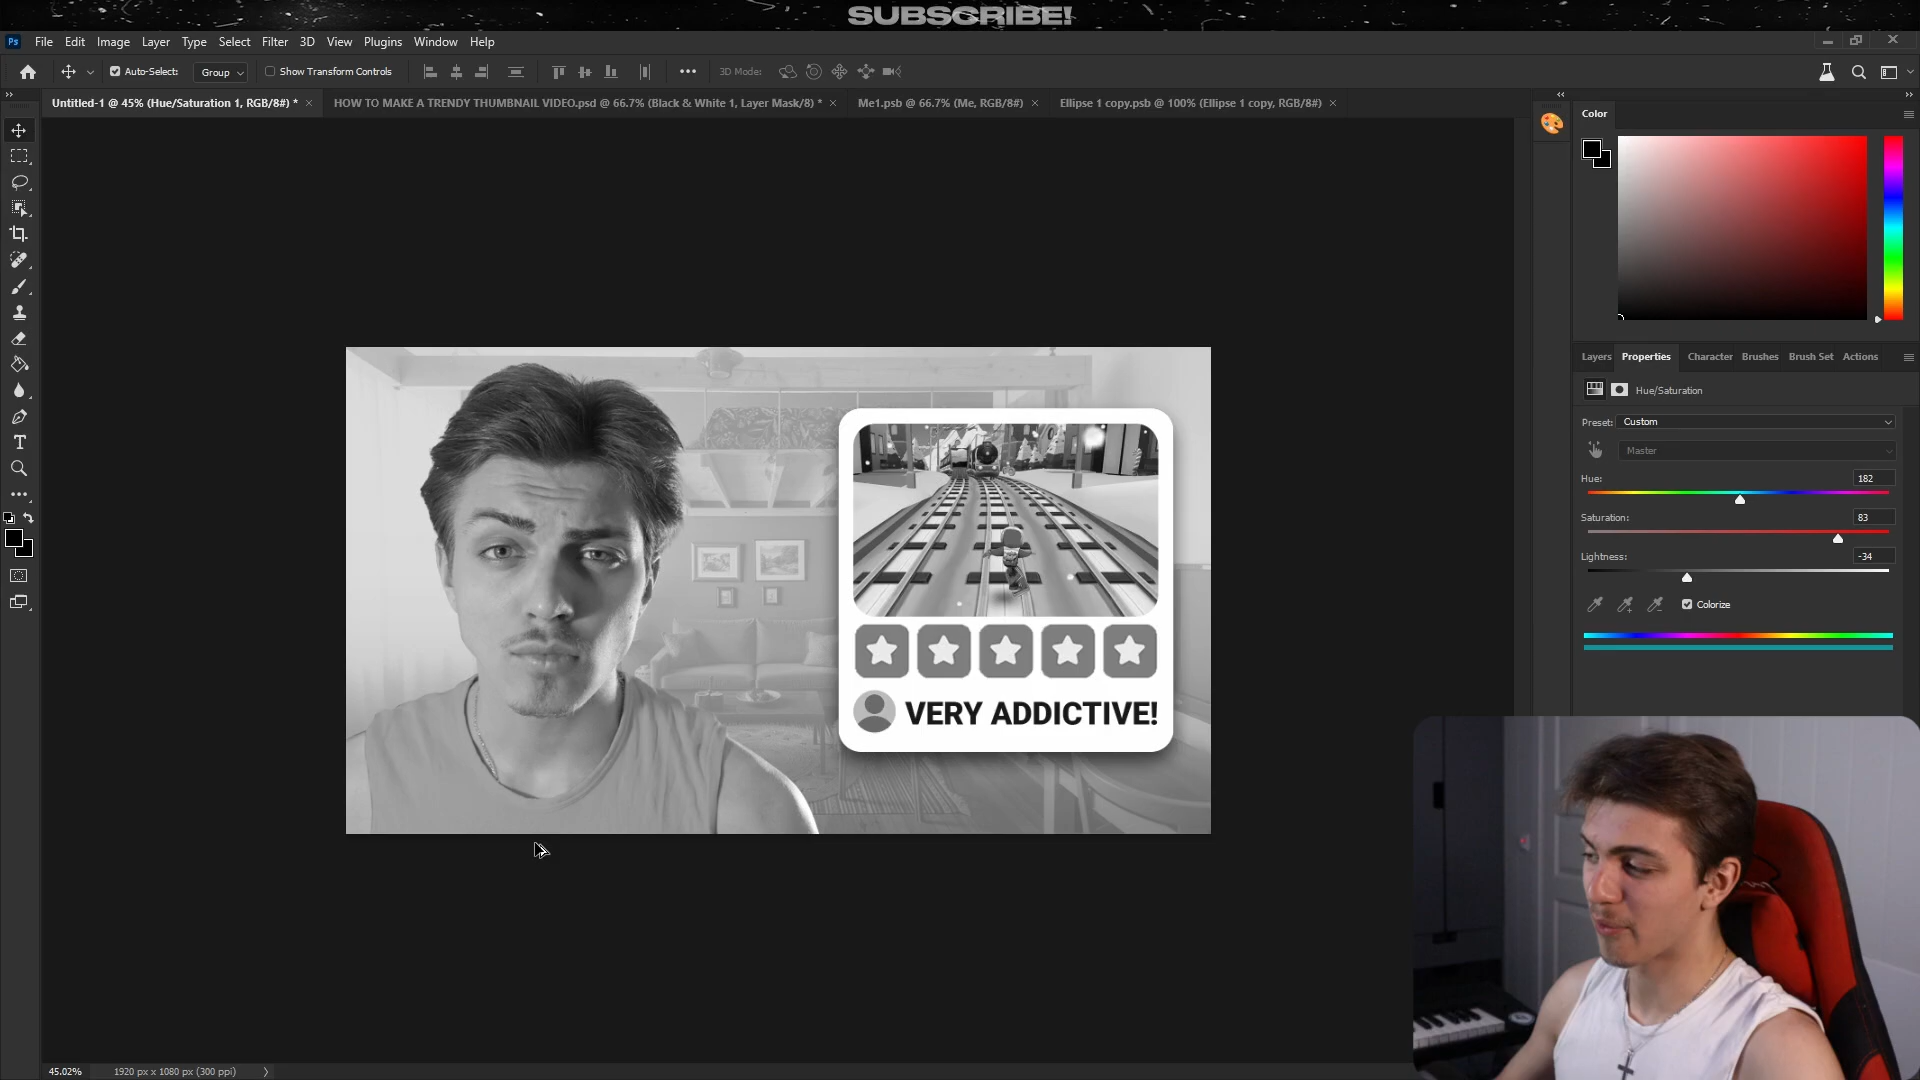 SUBSCRIBE!
Ps File Edit Image Layer Type Select Filter 3D View Plugins Window Help
Auto-Select: Group Show Transform Controls 3D Mode:
Untitled-1 @ 45% (Hue/Saturation 1, RGB/8#) * HOW TO MAKE A TRENDY THUMBNAIL VIDEO.psd @ 66.7% (Black & White 1, Layer Mask/8) * Me1.psb @ 66.7% (Me, RGB/8#) Ellipse 1 copy.psb @ 100% (Ellipse 1 copy, RGB/8#)
Color
Layers Properties Character Brushes Brush Set Actions
Hue/Saturation
Preset: Custom
Master
Hue: 182
Saturation: 83
Lightness: -34
Colorize
VERY ADDICTIVE!
45.02% 1920 px x 1080 px (300 ppi)